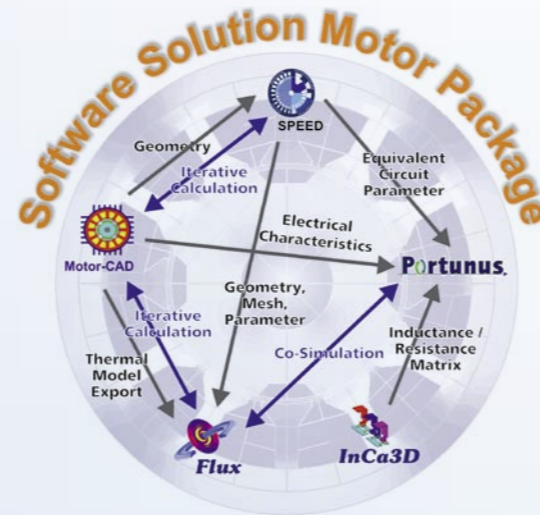 Software Solution Motor Package
SPEED
Geometry
Iterative
Calculation
Equivalent
Circuit
Parameter
Electrical
Characteristics
Motor-CAD
Portunus
Geometry,
Mesh,
Parameter
Iterative
Calculation
Inductance /
Resistance
Matrix
Co-Simulation
Thermal
Model
Export
Flux
InCa3D